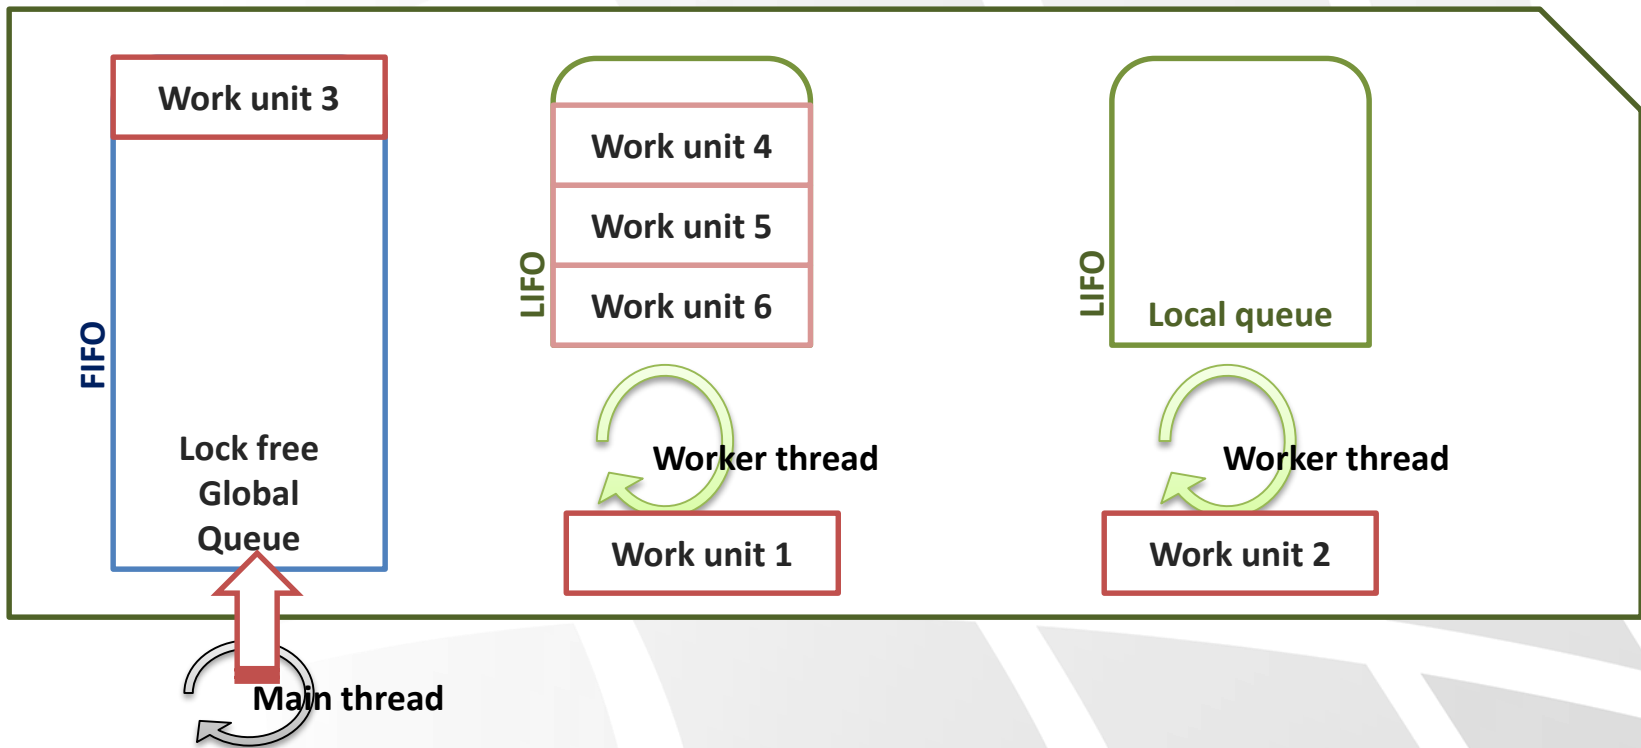 Work unit 3
FIFO
Lock free
Global
Queue
Main thread
Work unit 4
Work unit 5
Work unit 6
LIFO
Worker thread
Work unit 1
LIFO
Local queue
Worker thread
Work unit 2